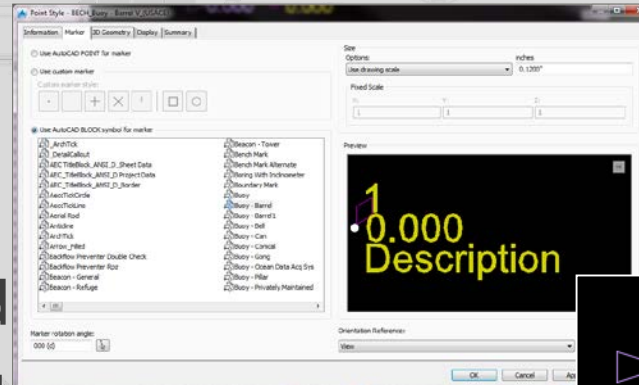 Point Style - BECH_Buoy - Barrel V_(USACE)
Information Marker 3D Geometry Display Summary
Use AutoCAD POINT for marker
Use custom marker
Custom marker style:
Use AutoCAD BLOCK symbol for marker
_ArchTick
_DetailCallout
AEC_TitleBlock_ANSI_D_Sheet Data
AEC_TitleBlock_ANSI_D_Project Data
AEC_TitleBlock_ANSI_D_Border
AeccTickCircle
AeccTickLine
Aerial Rod
Anticline
ArchTick
Arrow_Filled
Backflow Preventer Double Check
Backflow Preventer Rpz
Beacon - General
Beacon - Refuge
Beacon - Tower
Bench Mark
Bench Mark Alternate
Boring With Inclinometer
Boundary Mark
Buoy
Buoy - Barrel
Buoy - Barrel1
Buoy - Bell
Buoy - Can
Buoy - Conical
Buoy - Gong
Buoy - Ocean Data Acq Sys
Buoy - Pillar
Buoy - Privately Maintained
Marker rotation angle:
000 (d)
Size
Options:
inches
Use drawing scale
0.1200"
Fixed Scale
X:
Y:
Z:
1
1
1
Preview
1
0.000
Description
Orientation Reference:
View
OK
Cancel